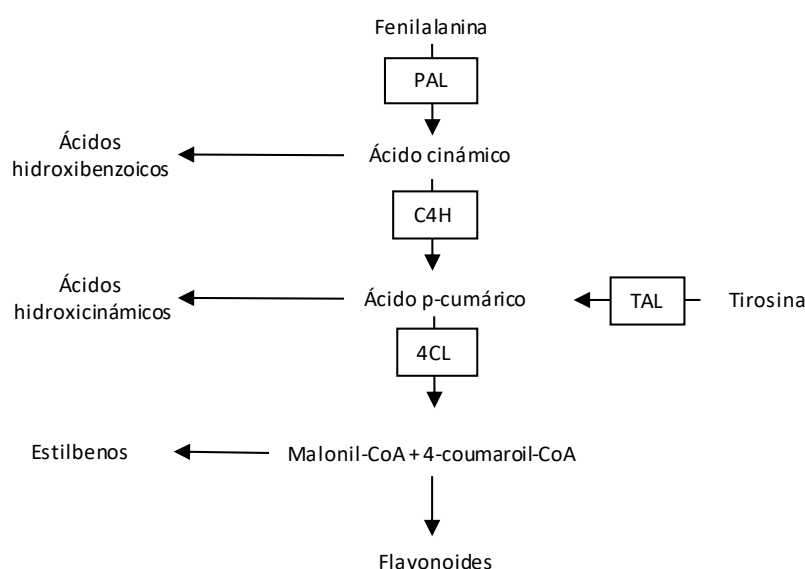 Fenilalanina
PAL
Ácidos
hidroxibenzoicos
Ácido cinámico
C4H
Ácidos
hidroxicinámicos
Ácido p-cumárico
TAL
Tirosina
4CL
Estilbenos
Malonil-CoA + 4-coumaroil-CoA
Flavonoides